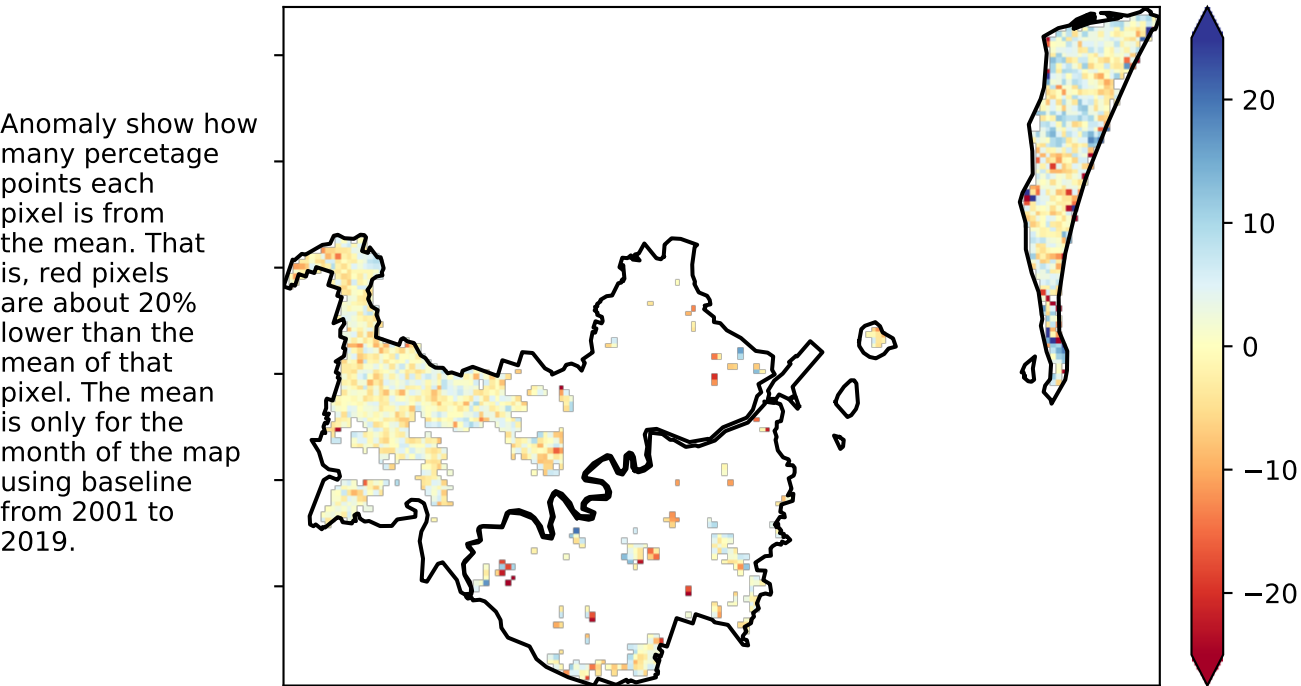 Anomaly show how
many percetage
points each
pixel is from
the mean. That
is, red pixels
are about 20%
lower than the
mean of that
pixel. The mean
is only for the
month of the map
using baseline
from 2001 to
2019.
20
10
0
−10
−20